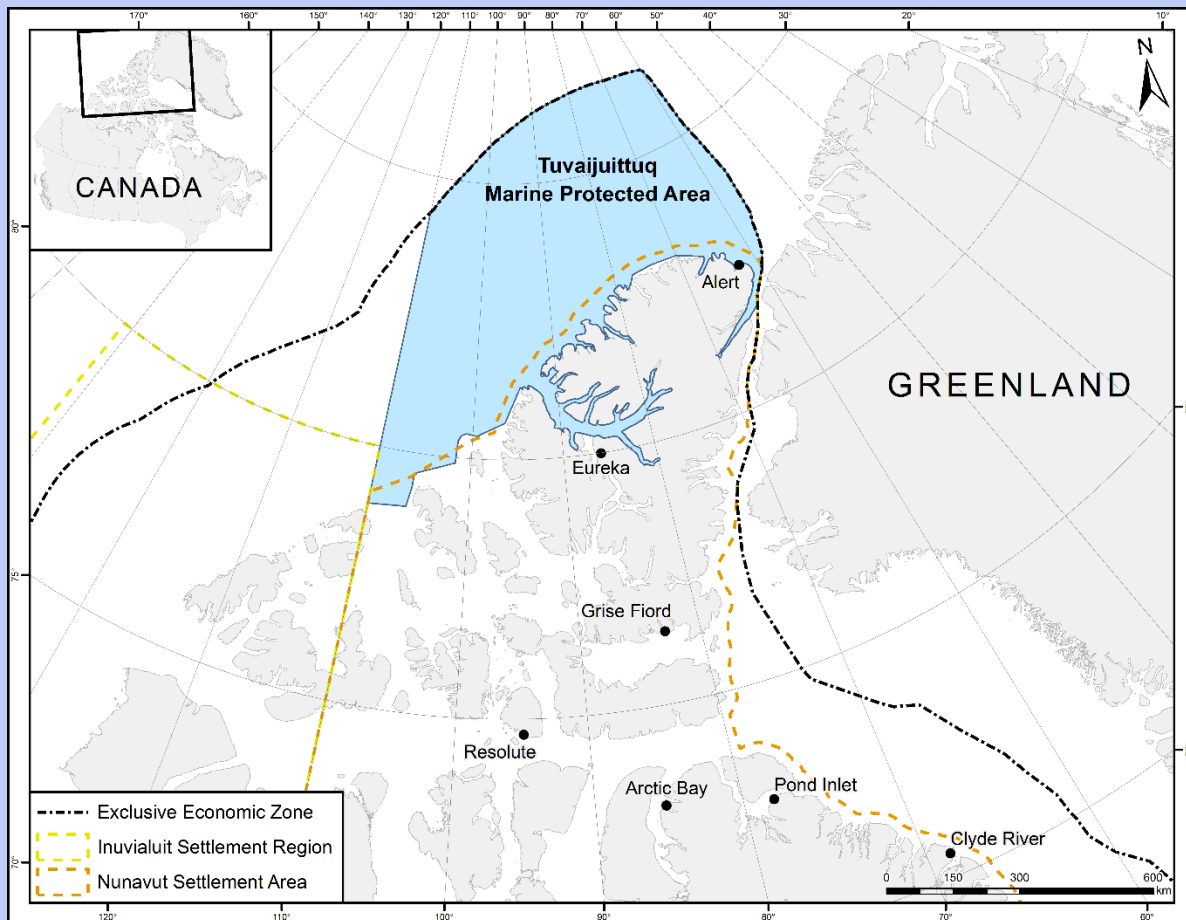 170° 160° 150° 140° 130° 120° 110° 100° 90° 80° 70° 60° 50° 40° 30° 20° 10°
N
CANADA
Tuvaijuittuq
Marine Protected Area
80°
Alert
GREENLAND
Eureka
75°
Grise Fiord
Resolute
Arctic Bay
Pond Inlet
Clyde River
Exclusive Economic Zone
Inuvialuit Settlement Region
Nunavut Settlement Area
70°
0 150 300 600
km
120° 110° 100° 90° 80° 70° 60°